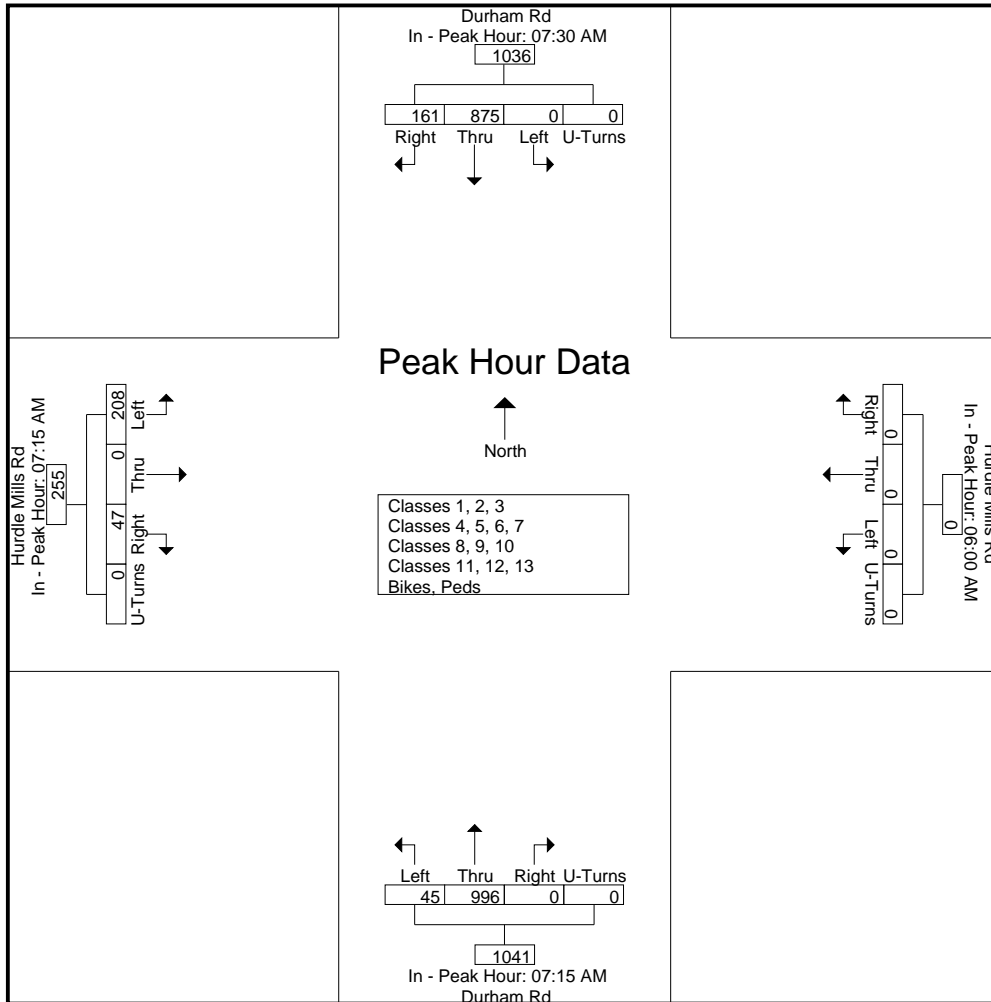 Durham Rd
In - Peak Hour: 07:30 AM
1036
161 875 0 0
Right Thru Left U-Turns
Peak Hour Data
North
Classes 1, 2, 3
Classes 4, 5, 6, 7
Classes 8, 9, 10
Classes 11, 12, 13
Bikes, Peds
Hurdle Mills Rd
In - Peak Hour: 07:15 AM
255
208 0 47 0
Left Thru Right U-Turns
Hurdle Mills Rd
In - Peak Hour: 06:00 AM
0
0 0 0 0
Right Thru Left U-Turns
Left Thru Right U-Turns
45 996 0 0
1041
In - Peak Hour: 07:15 AM
Durham Rd